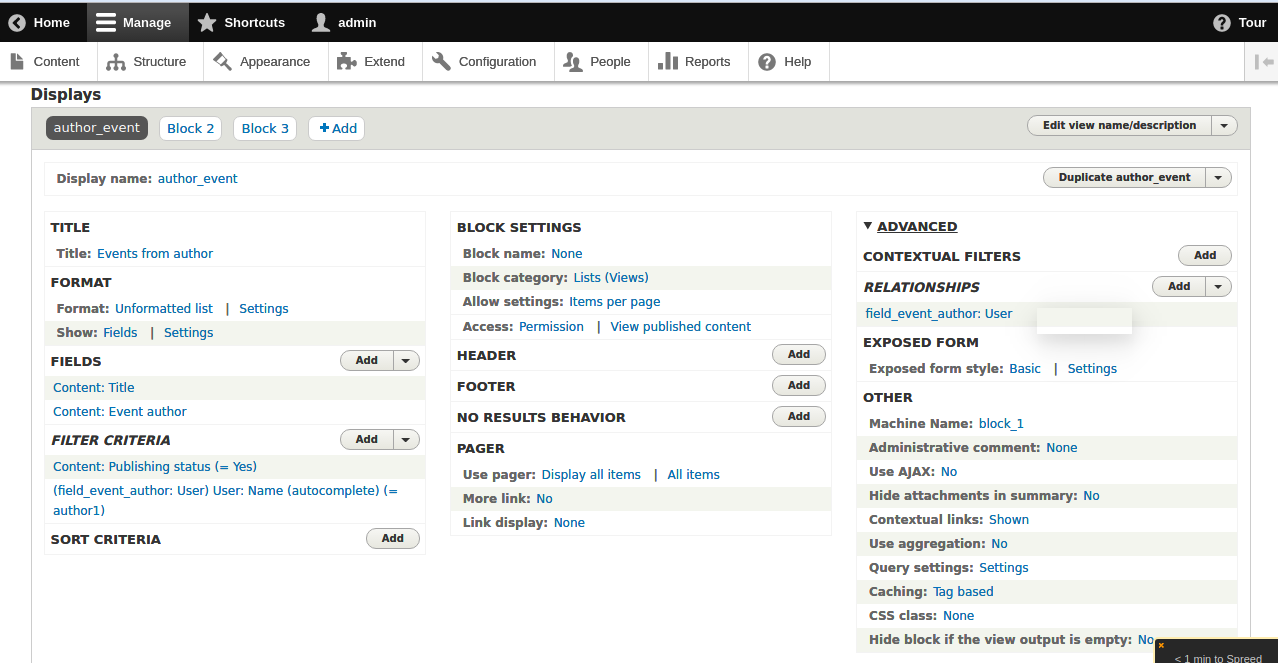 Home Manage Shortcuts admin Tour
Content Structure Appearance Extend Configuration People Reports Help
Displays
author_event Block 2 Block 3 +Add Edit view name/description
Display name: author_event Duplicate author_event
TITLE
Title: Events from author
FORMAT
Format: Unformatted list | Settings
Show: Fields | Settings
FIELDS Add
Content: Title
Content: Event author
FILTER CRITERIA Add
Content: Publishing status (= Yes)
(field_event_author: User) User: Name (autocomplete) (=
author1)
SORT CRITERIA Add
BLOCK SETTINGS
Block name: None
Block category: Lists (Views)
Allow settings: Items per page
Access: Permission | View published content
HEADER Add
FOOTER Add
NO RESULTS BEHAVIOR Add
PAGER
Use pager: Display all items | All items
More link: No
Link display: None
▼ ADVANCED
CONTEXTUAL FILTERS Add
RELATIONSHIPS Add
field_event_author: User
EXPOSED FORM
Exposed form style: Basic | Settings
OTHER
Machine Name: block_1
Administrative comment: None
Use AJAX: No
Hide attachments in summary: No
Contextual links: Shown
Use aggregation: No
Query settings: Settings
Caching: Tag based
CSS class: None
Hide block if the view output is empty: No
< 1 min to Spreed